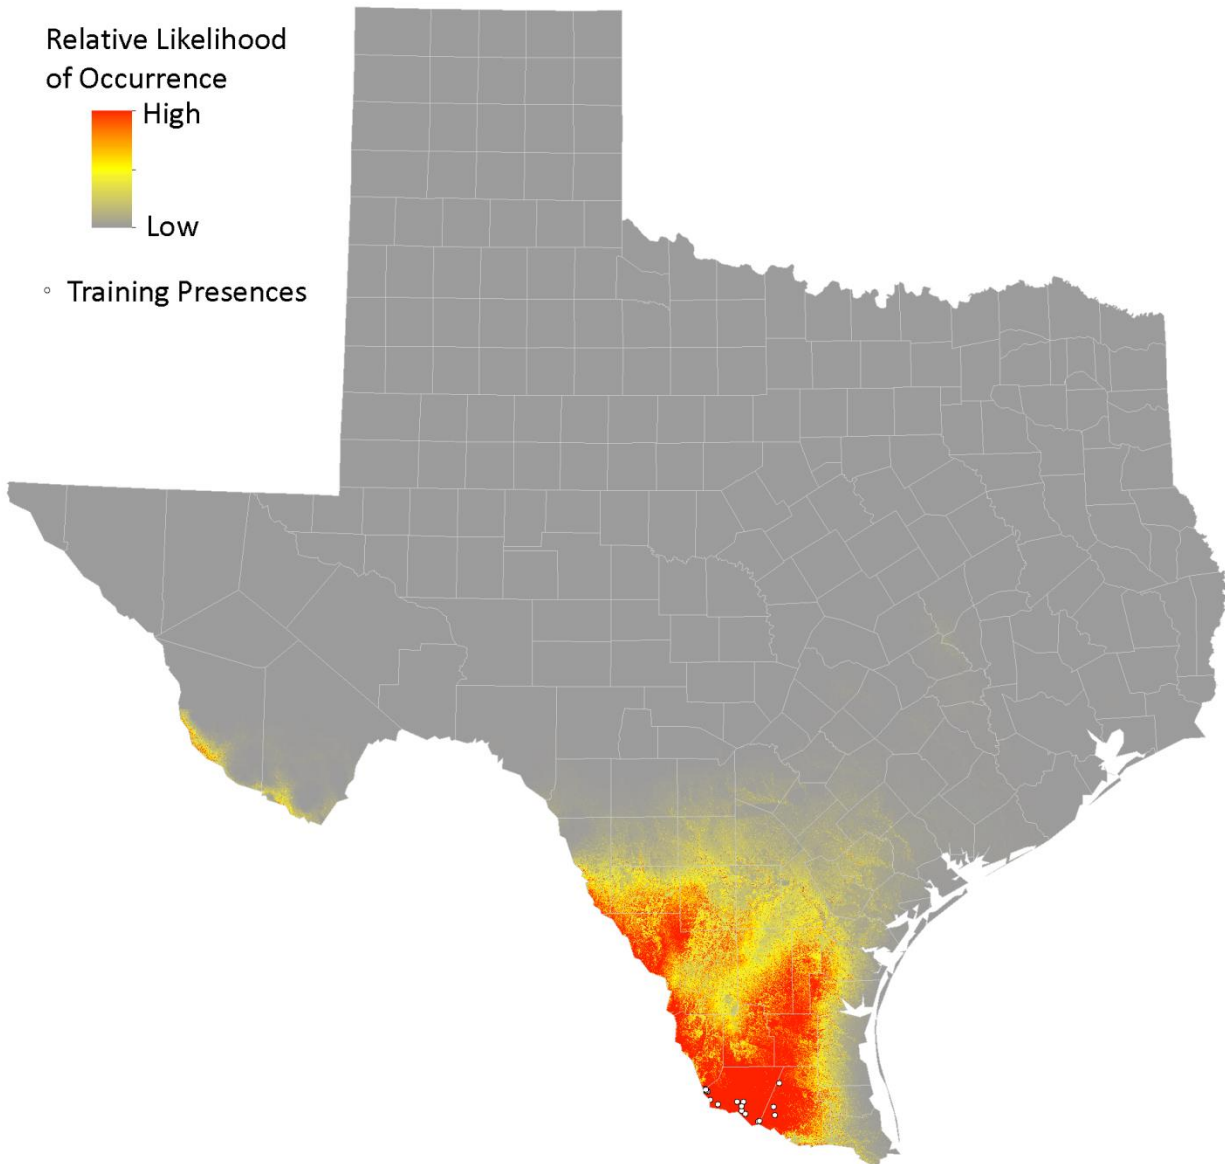 Relative Likelihood
of Occurrence
High
Low
Training Presences